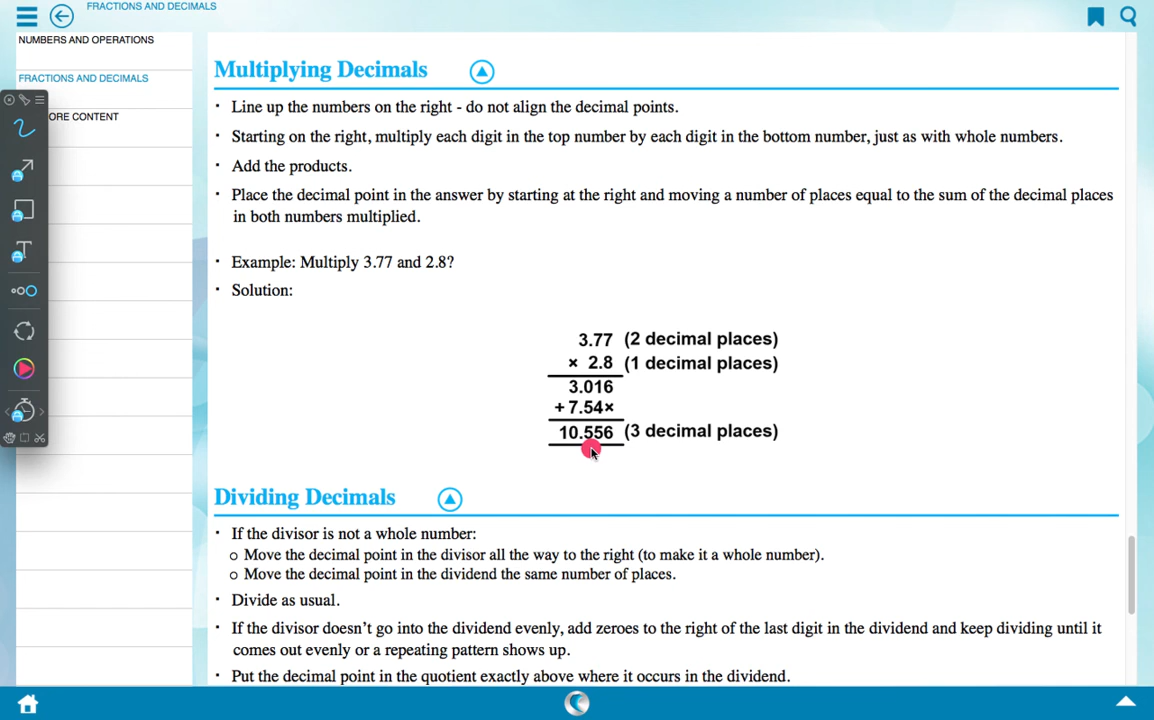 FRACTIONS AND DECIMALS
NUMBERS AND OPERATIONS
FRACTIONS AND DECIMALS
ORE CONTENT
Multiplying Decimals
• Line up the numbers on the right - do not align the decimal points.
• Starting on the right, multiply each digit in the top number by each digit in the bottom number, just as with whole numbers.
• Add the products.
• Place the decimal point in the answer by starting at the right and moving a number of places equal to the sum of the decimal places
in both numbers multiplied.
• Example: Multiply 3.77 and 2.8?
• Solution:
3.77 (2 decimal places)
× 2.8 (1 decimal places)
3.016
+ 7.54×
10.556 (3 decimal places)
Dividing Decimals
• If the divisor is not a whole number:
o Move the decimal point in the divisor all the way to the right (to make it a whole number).
o Move the decimal point in the dividend the same number of places.
• Divide as usual.
• If the divisor doesn't go into the dividend evenly, add zeroes to the right of the last digit in the dividend and keep dividing until it
comes out evenly or a repeating pattern shows up.
• Put the decimal point in the quotient exactly above where it occurs in the dividend.